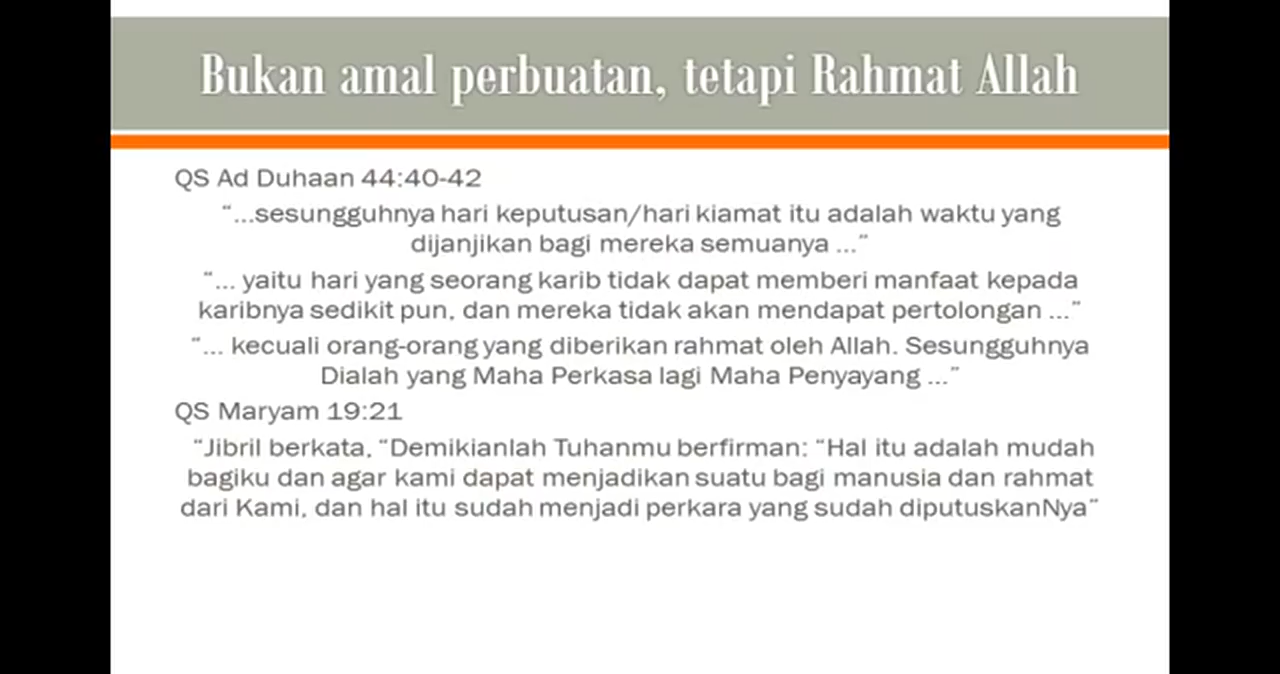 Bukan amal perbuatan, tetapi Rahmat Allah
QS Ad Duhaan 44:40-42
“...sesungguhnya hari keputusan/hari kiamat itu adalah waktu yang
dijanjikan bagi mereka semuanya ...”
“... yaitu hari yang seorang karib tidak dapat memberi manfaat kepada
karibnya sedikit pun, dan mereka tidak akan mendapat pertolongan ...”
“... kecuali orang-orang yang diberikan rahmat oleh Allah. Sesungguhnya
Dialah yang Maha Perkasa lagi Maha Penyayang ...”
QS Maryam 19:21
“Jibril berkata, “Demikianlah Tuhanmu berfirman: “Hal itu adalah mudah
bagiku dan agar kami dapat menjadikan suatu bagi manusia dan rahmat
dari Kami, dan hal itu sudah menjadi perkara yang sudah diputuskanNya”